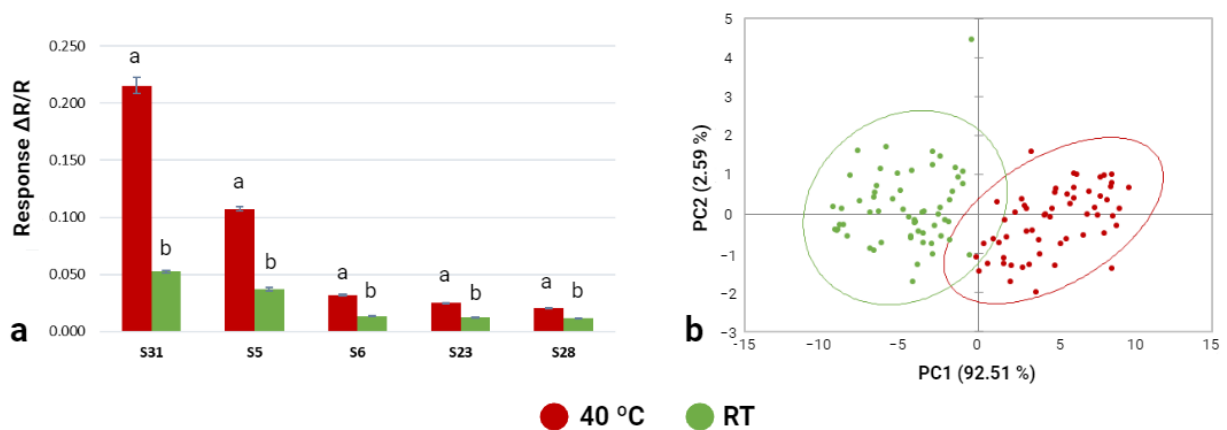 Response ΔR/R
0.250
0.200
0.150
0.100
0.050
0.000
a
b
a
b
a
b
a
b
a
b
S31
S5
S6
S23
S28
a
PC2 (2.59 %)
5
4
3
2
1
0
−1
−2
−3
-15
−10
−5
0
5
10
15
PC1 (92.51 %)
b
40 ºC
RT